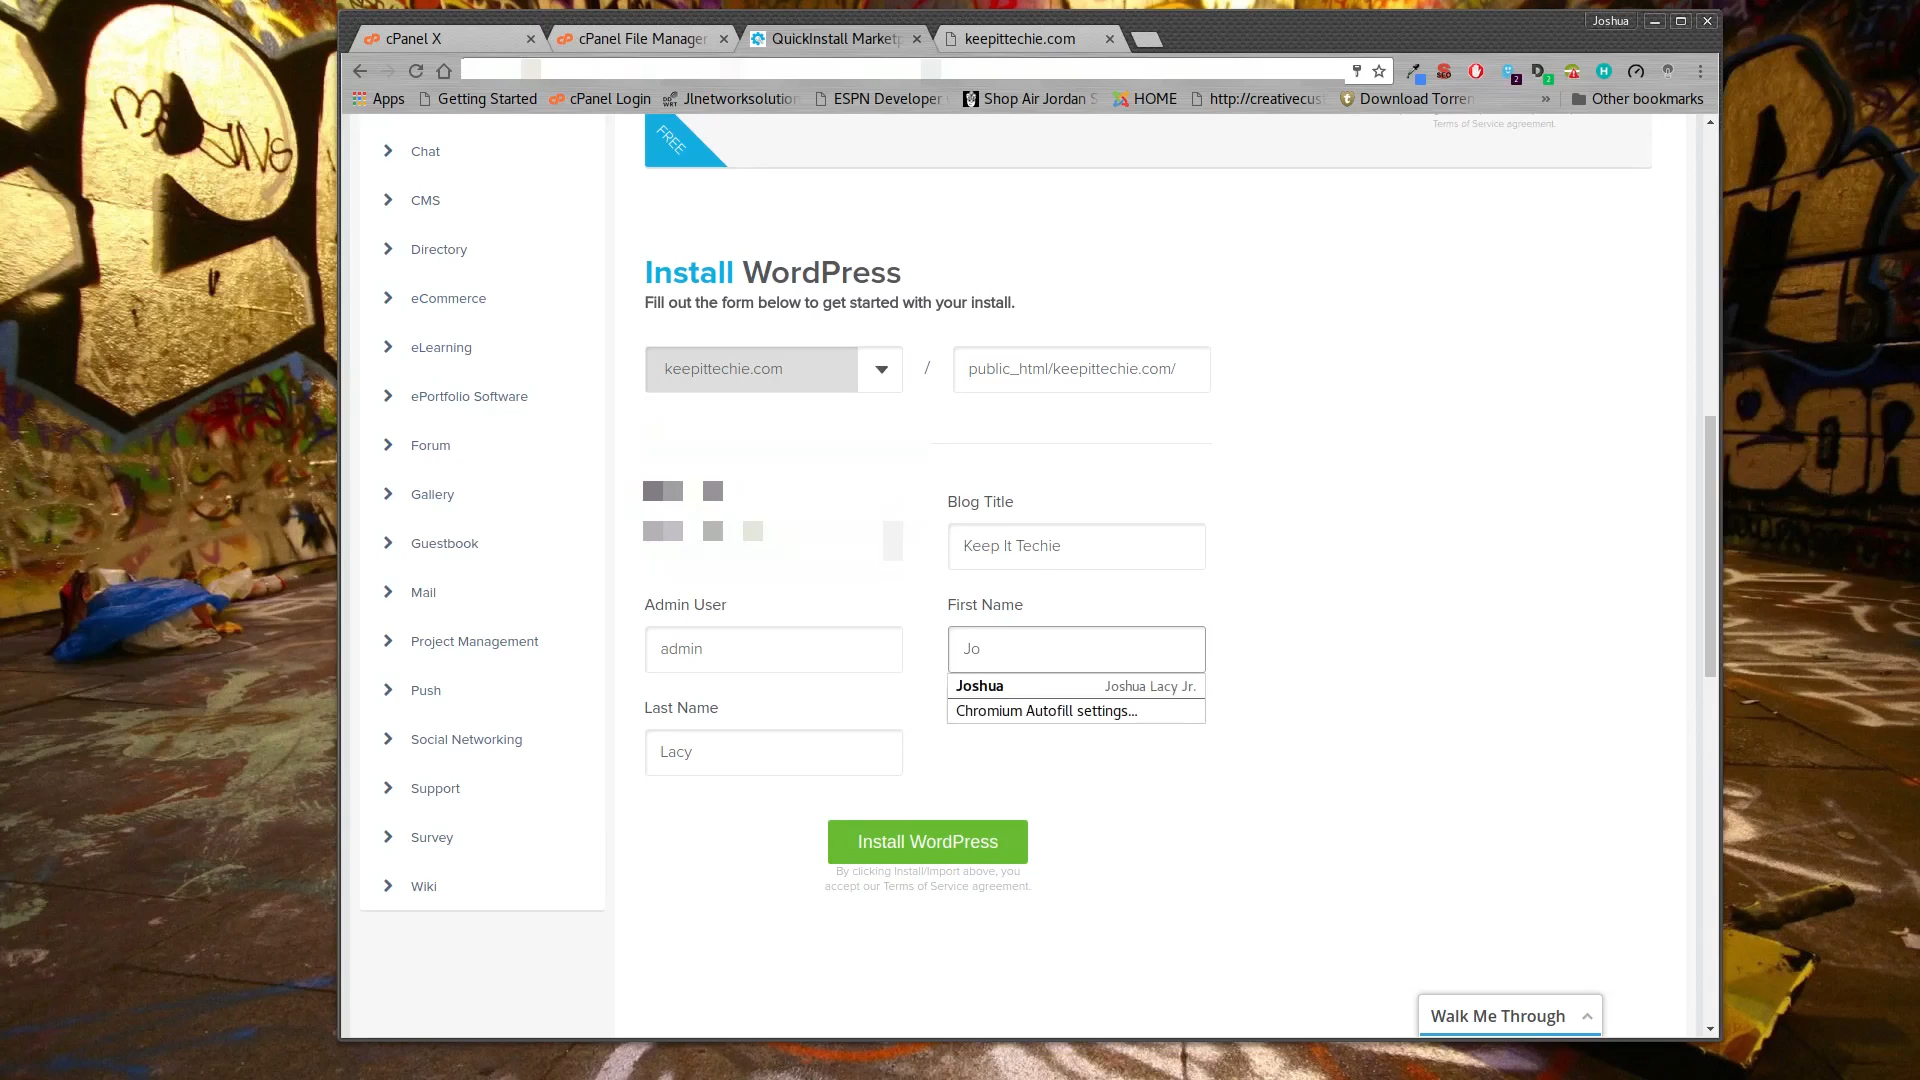 Joshua
cPanel X
cPanel File Manager
QuickInstall Marketp
keepittechie.com
Apps
Getting Started
cPanel Login
Jlnetworksolution
ESPN Developer
Shop Air Jordan S
HOME
http://creativecust
Download Torren
»
Other bookmarks
FREE
Terms of Service agreement.
Chat
CMS
Directory
eCommerce
eLearning
ePortfolio Software
Forum
Gallery
Guestbook
Mail
Project Management
Push
Social Networking
Support
Survey
Wiki
Install WordPress
Fill out the form below to get started with your install.
keepittechie.com
/
public_html/keepittechie.com/
Blog Title
Keep It Techie
Admin User
First Name
admin
Jo
Joshua Joshua Lacy Jr.
Chromium Autofill settings...
Last Name
Lacy
Install WordPress
By clicking Install/Import above, you
accept our Terms of Service agreement.
Walk Me Through